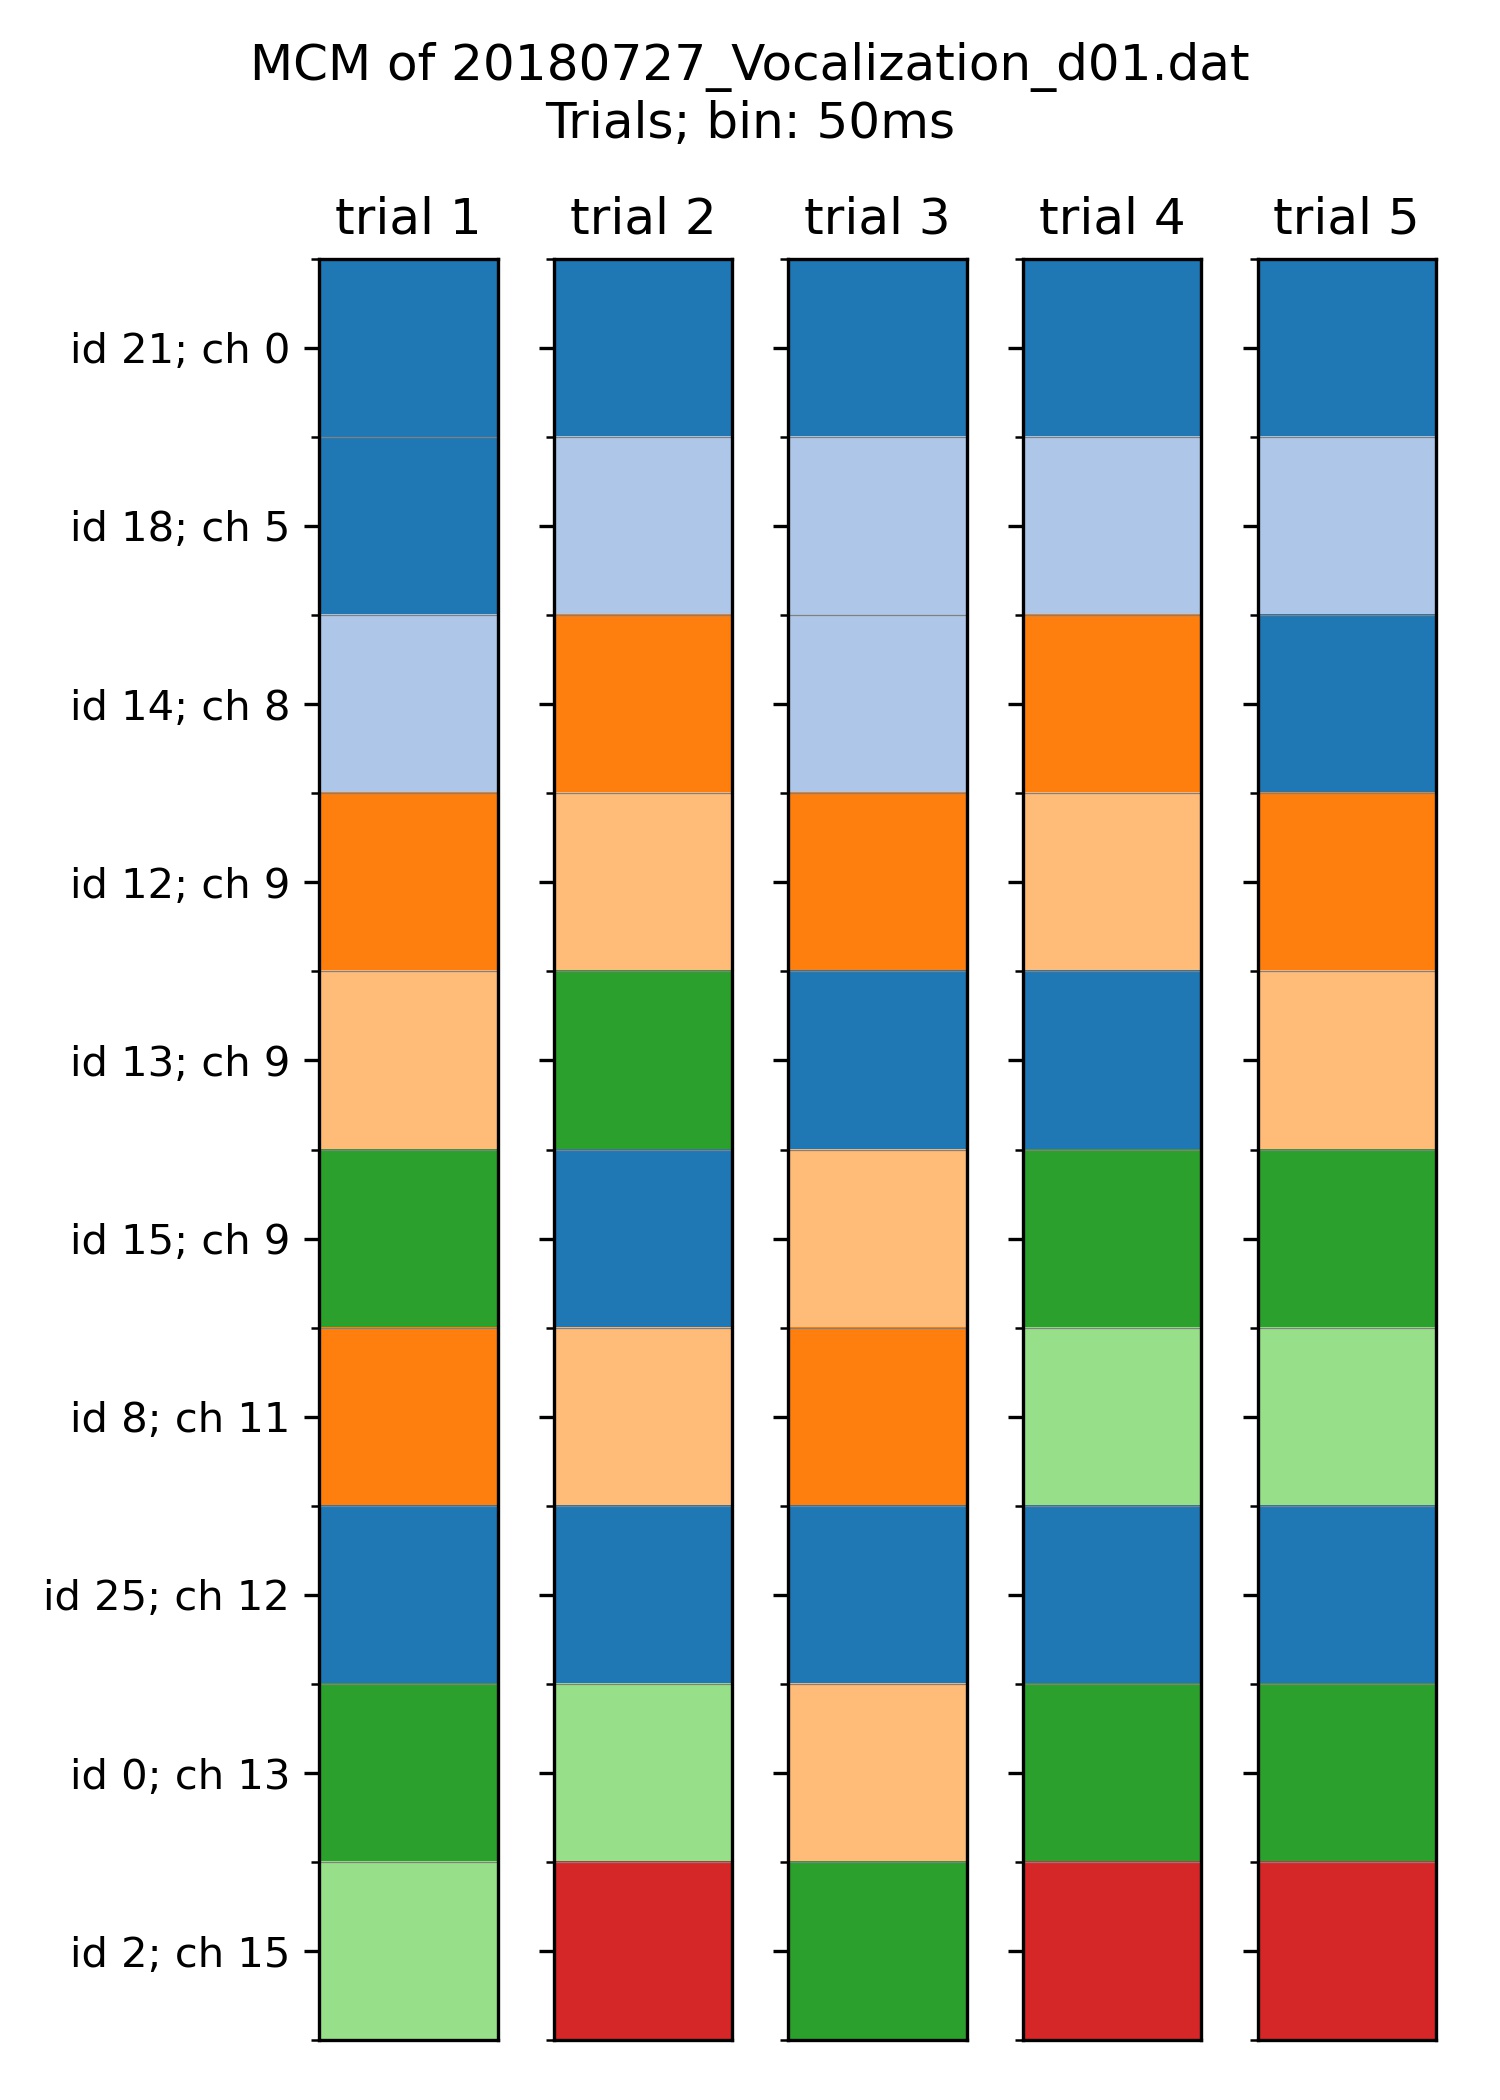 MCM of 20180727_Vocalization_d01.dat
Trials; bin: 50ms
trial 1 trial 2 trial 3 trial 4 trial 5
id 21; ch 0
id 18; ch 5
id 14; ch 8
id 12; ch 9
id 13; ch 9
id 15; ch 9
id 8; ch 11
id 25; ch 12
id 0; ch 13
id 2; ch 15